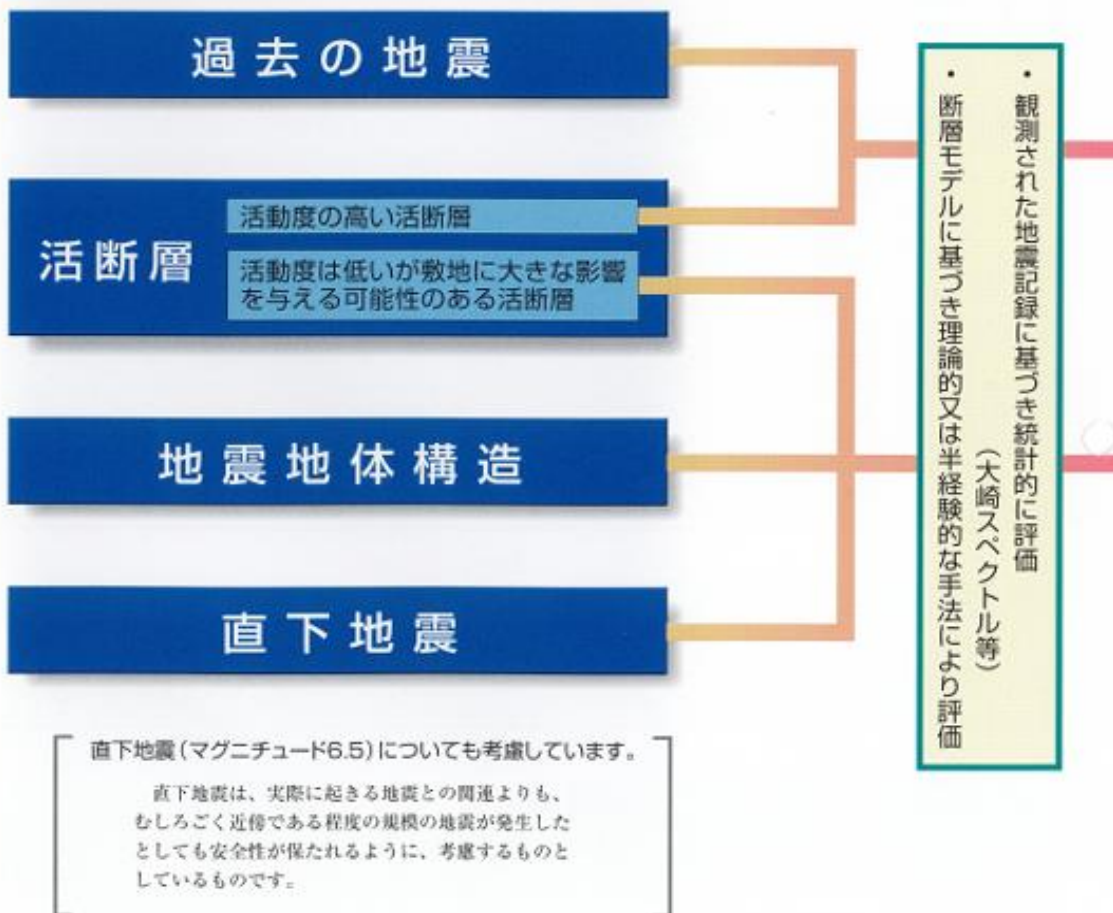 過去の地震
活断層
活動度の高い活断層
活動度は低いが敷地に大きな影響
を与える可能性のある活断層
地震地体構造
直下地震
・観測された地震記録に基づき統計的に評価
(大崎スペクトル等)
・断層モデルに基づき理論的又は半経験的な手法により評価
直下地震(マグニチュード6.5)についても考慮しています。
直下地震は、実際に起きる地震との関連よりも、
むしろごく近傍である程度の規模の地震が発生した
としても安全性が保たれるように、考慮するものと
しているものです。